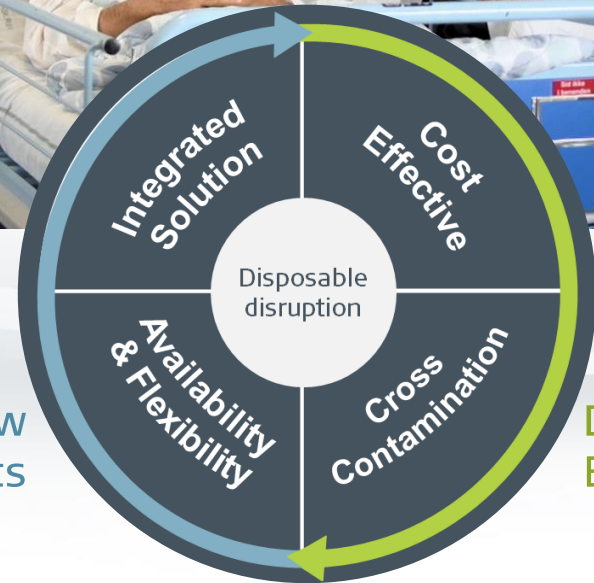 Integrated
Solution
Cost
Effective
Disposable
disruption
Availability
& Flexibility
Cross
Contamination